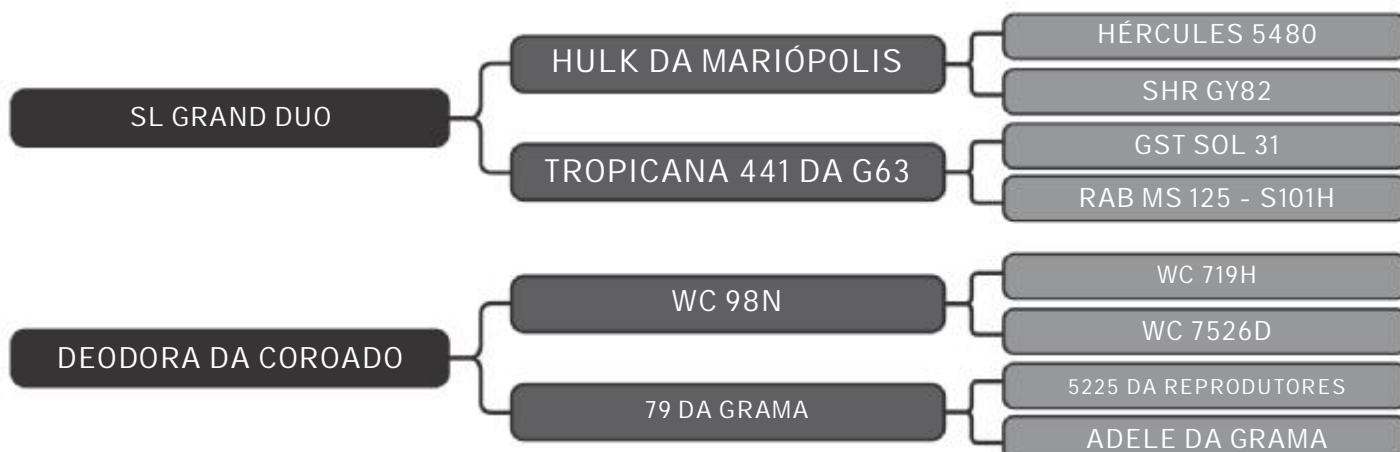 HÉRCULES 5480
HULK DA MARIÓPOLIS
SHR GY82
SL GRAND DUO
GST SOL 31
TROPICANA 441 DA G63
RAB MS 125 - S101H
WC 719H
WC 98N
WC 7526D
DEODORA DA COROADO
5225 DA REPRODUTORES
79 DA GRAMA
ADELE DA GRAMA